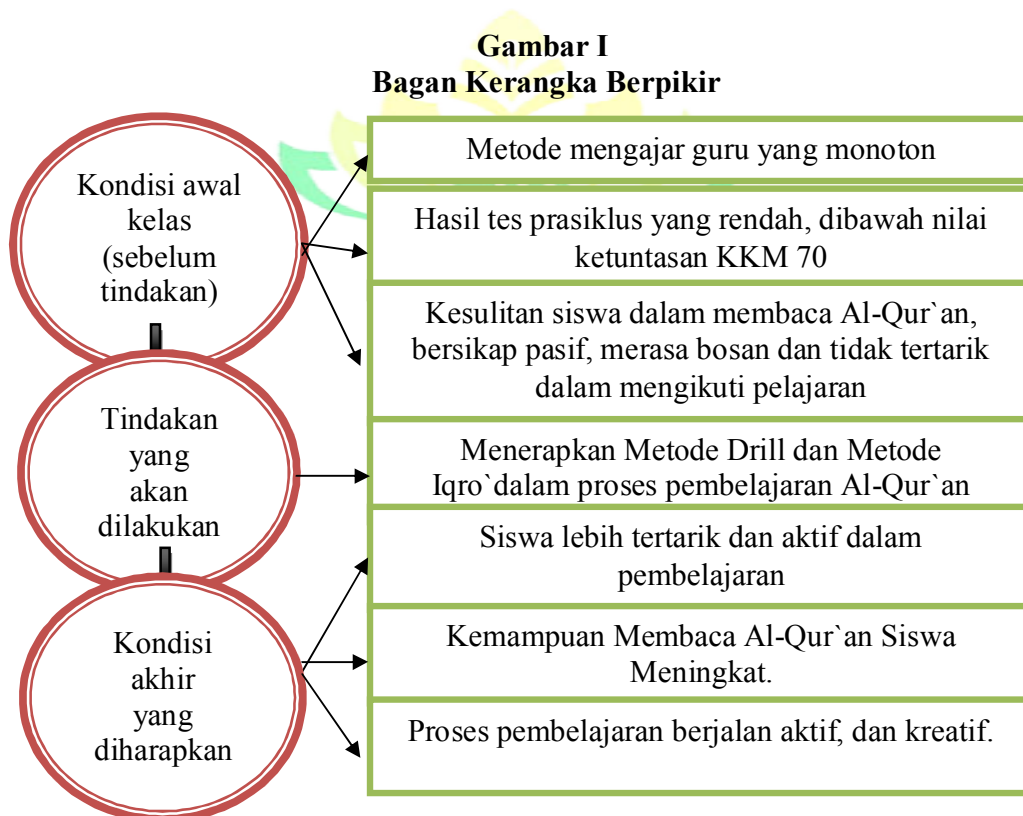 Gambar I
Bagan Kerangka Berpikir
Kondisi awal
kelas
(sebelum
tindakan)
Metode mengajar guru yang monoton
Hasil tes prasiklus yang rendah, dibawah nilai
ketuntasan KKM 70
Kesulitan siswa dalam membaca Al-Qur`an,
bersikap pasif, merasa bosan dan tidak tertarik
dalam mengikuti pelajaran
Tindakan
yang
akan
dilakukan
Menerapkan Metode Drill dan Metode
Iqro`dalam proses pembelajaran Al-Qur`an
Kondisi
akhir
yang
diharapkan
Siswa lebih tertarik dan aktif dalam
pembelajaran
Kemampuan Membaca Al-Qur`an Siswa
Meningkat.
Proses pembelajaran berjalan aktif, dan kreatif.